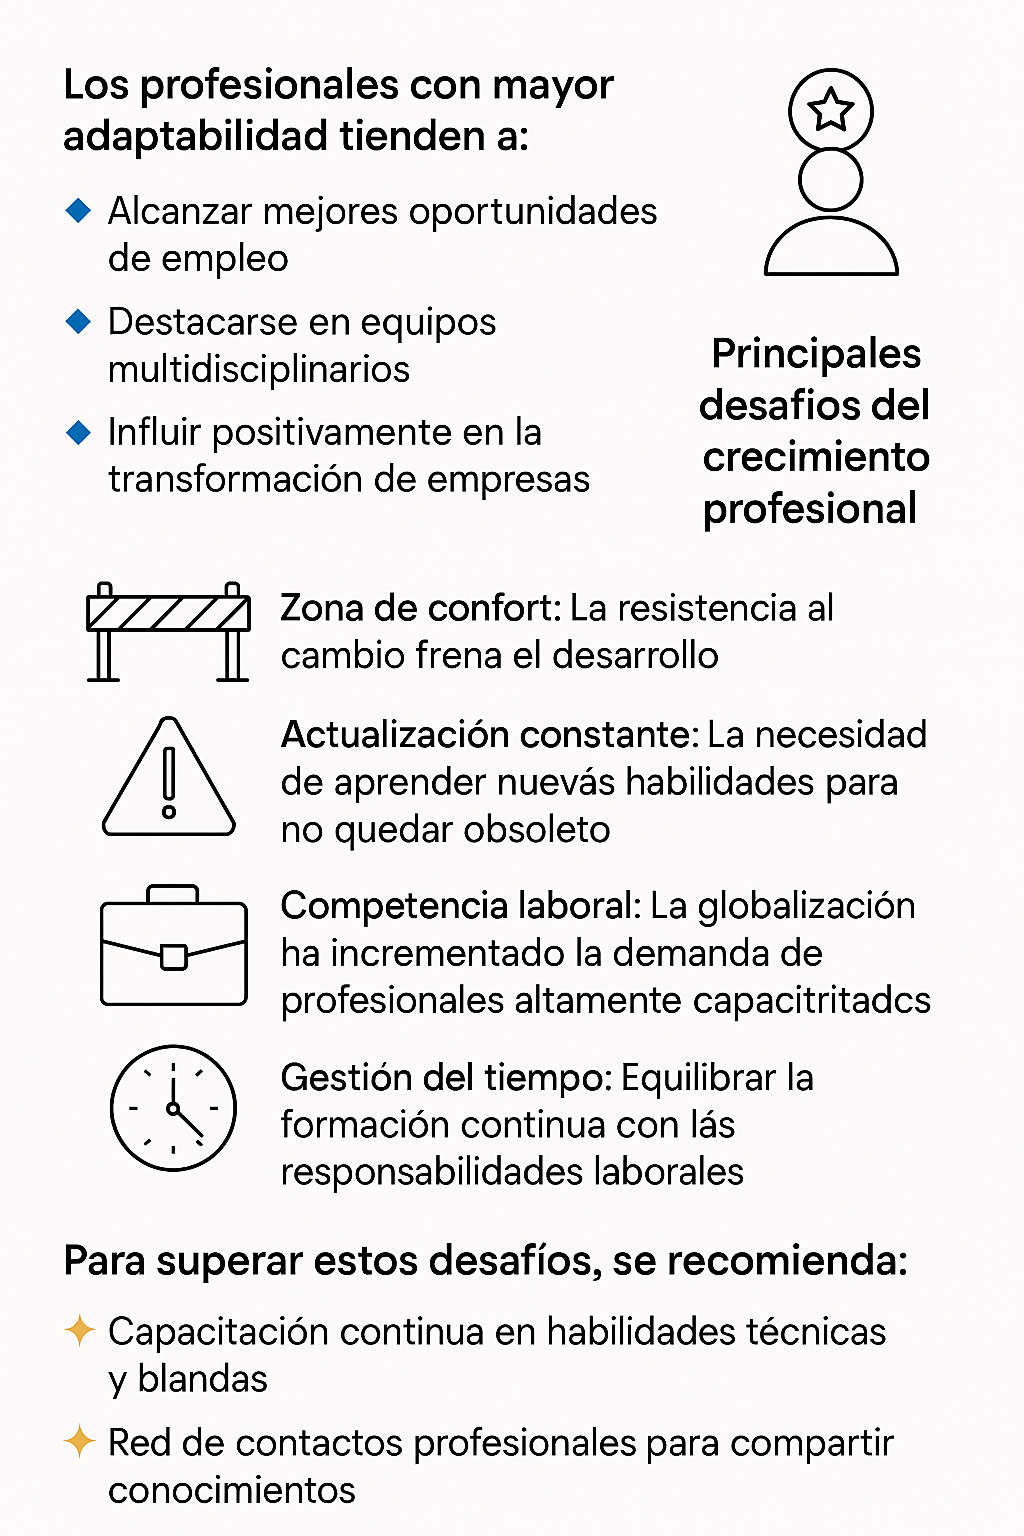 Los profesionales con mayor
adaptabilidad tienden a:
Alcanzar mejores oportunidades
de empleo
Destacarse en equipos
multidisciplinarios
Influir positivamente en la
transformación de empresas
Principales
desafios del
crecimiento
profesional
Zona de confort: La resistencia al
cambio frena el desarrollo
Actualización constante: La necesidad
de aprender nuevás habilidades para
no quedar obsoleto
Competencia laboral: La globalización
ha incrementado la demanda de
profesionales altamente capacitritadcs
Gestión del tiempo: Equilibrar la
formación continua con lás
responsabilidades laborales
Para superar estos desafíos, se recomienda:
Capacitación continua en habilidades técnicas
y blandas
Red de contactos profesionales para compartir
conocimientos